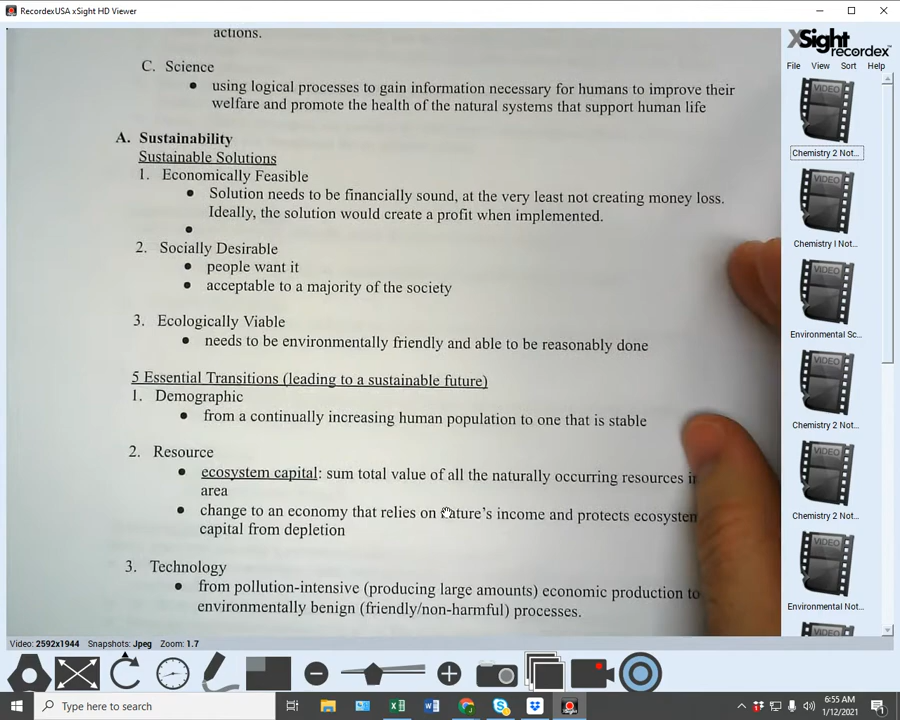 RecordexUSA xSight HD Viewer
actions.
C. Science
• using logical processes to gain information necessary for humans to improve their
welfare and promote the health of the natural systems that support human life
A. Sustainability
Sustainable Solutions
1. Economically Feasible
• Solution needs to be financially sound, at the very least not creating money loss.
Ideally, the solution would create a profit when implemented.
•
2. Socially Desirable
• people want it
• acceptable to a majority of the society
3. Ecologically Viable
• needs to be environmentally friendly and able to be reasonably done
5 Essential Transitions (leading to a sustainable future)
1. Demographic
• from a continually increasing human population to one that is stable
2. Resource
• ecosystem capital: sum total value of all the naturally occurring resources i
area
• change to an economy that relies on nature's income and protects ecosystem
capital from depletion
3. Technology
• from pollution-intensive (producing large amounts) economic production to
environmentally benign (friendly/non-harmful) processes.
XSight
recordex
File View Sort Help
VIDEO
Chemistry 2 Not...
VIDEO
Chemistry I Not...
VIDEO
Environmental Sc...
VIDEO
Chemistry 2 Not...
VIDEO
Chemistry 2 Not...
VIDEO
Environmental Not...
VIDEO
Video: 2592x1944 Snapshots: Jpeg Zoom: 1.7
Type here to search
6:55 AM
1/12/2021
1